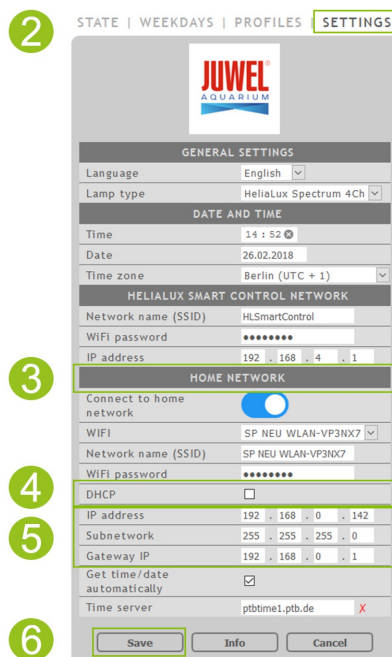 2 STATE | WEEKDAYS | PROFILES | SETTINGS
JUWEL®
AQUARIUM
GENERAL SETTINGS
Language English
Lamp type HeliaLux Spectrum 4Ch
DATE AND TIME
Time 14 : 52
Date 26.02.2018
Time zone Berlin (UTC + 1)
HELIALUX SMART CONTROL NETWORK
Network name (SSID) HLSmartControl
WiFi password ●●●●●●●●
IP address 192 . 168 . 4 . 1
3 HOME NETWORK
Connect to home
network
WIFI SP NEU WLAN-VP3NX7
Network name (SSID) SP NEU WLAN-VP3NX7
WiFi password ●●●●●●●●
4 DHCP
IP address 192 . 168 . 0 . 142
5 Subnetwork 255 . 255 . 255 . 0
Gateway IP 192 . 168 . 0 . 1
Get time/date
automatically
Time server ptbtime1.ptb.de X
6 Save Info Cancel